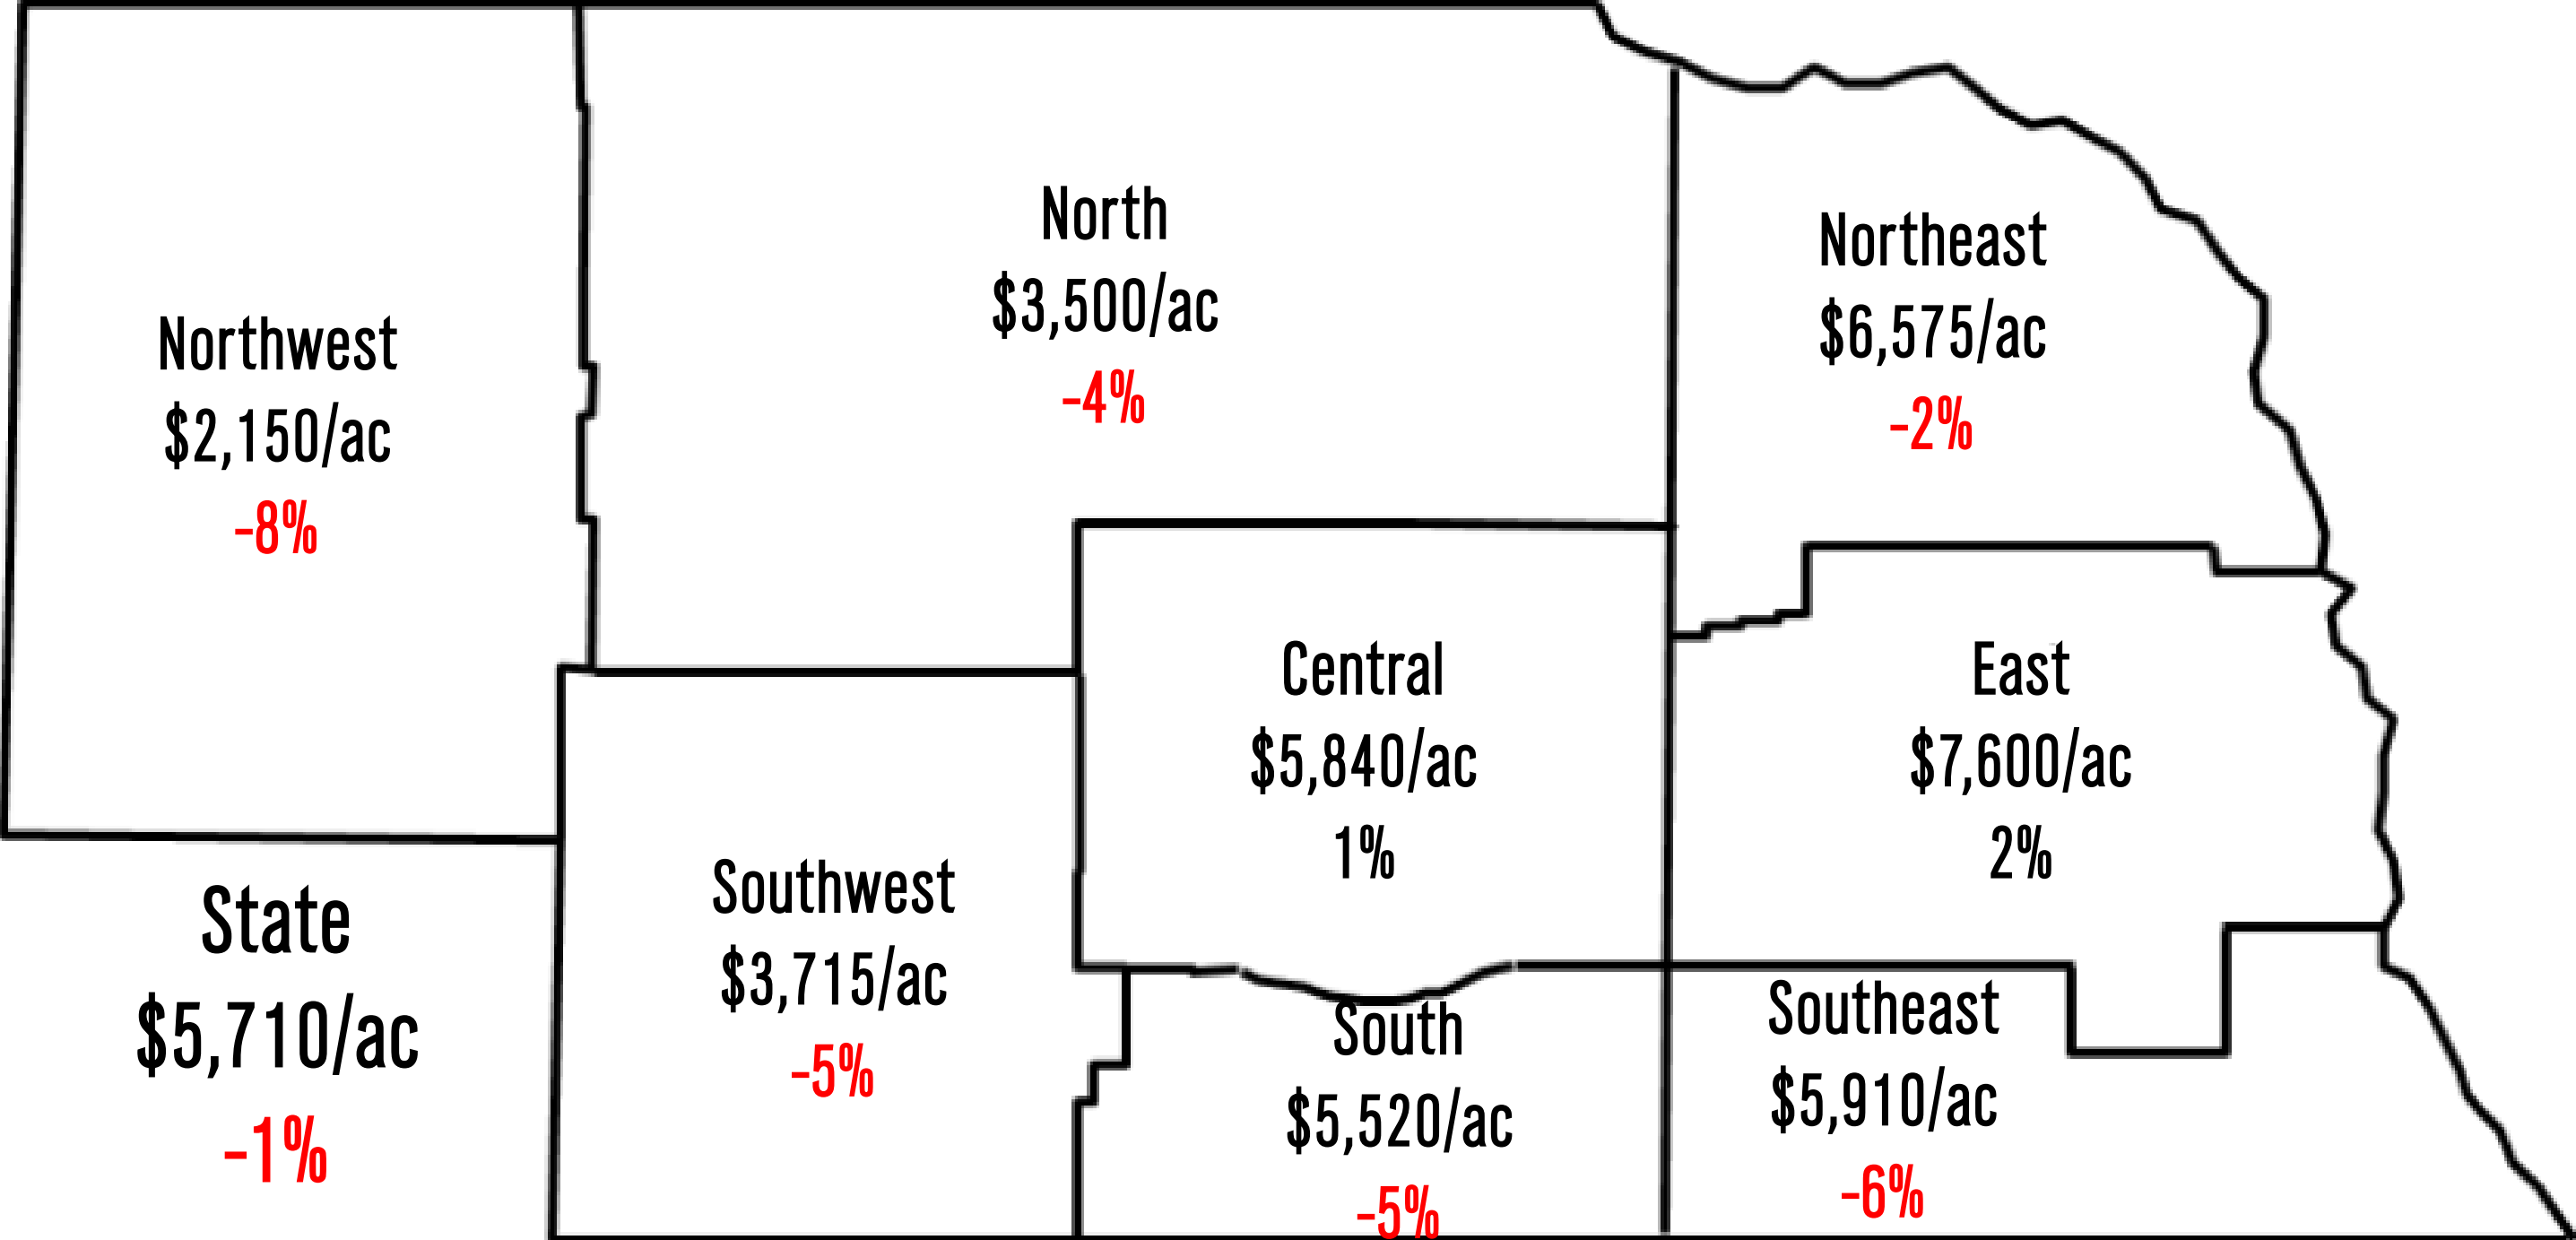 North
$3,500/ac
-4%
Northeast
$6,575/ac
-2%
Northwest
$2,150/ac
-8%
Central
$5,840/ac
1%
East
$7,600/ac
2%
Southwest
$3,715/ac
-5%
State
$5,710/ac
-1%
South
$5,520/ac
-5%
Southeast
$5,910/ac
-6%